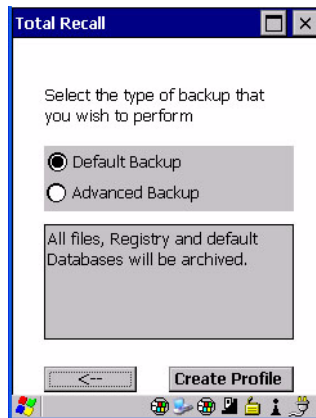 Total Recall
Select the type of backup that
you wish to perform
Default Backup
Advanced Backup
All files, Registry and default
Databases will be archived.
<--
Create Profile